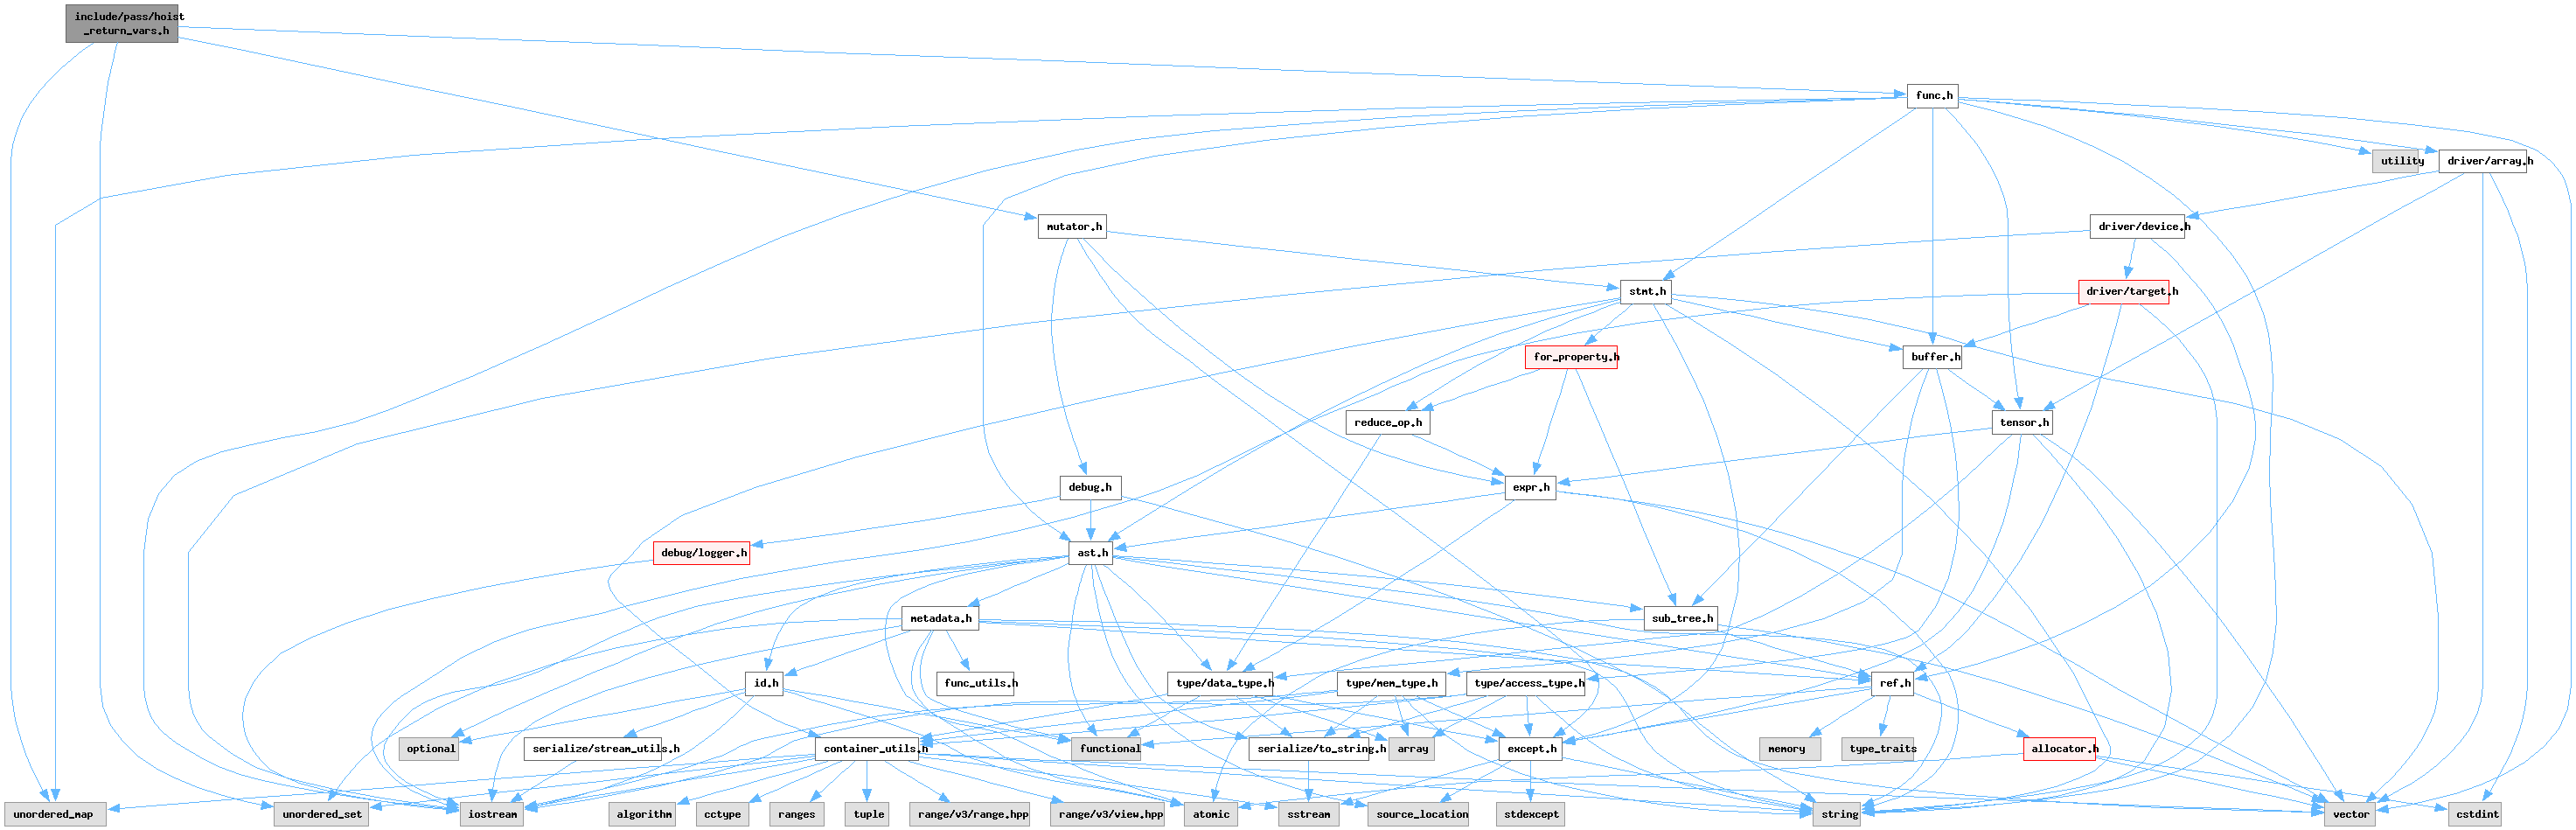 include/pass/hoist
_return_vars.h
func.h
utility
driver/array.h
mutator.h
driver/device.h
stmt.h
driver/target.h
for_property.h
buffer.h
reduce_op.h
tensor.h
debug.h
expr.h
debug/logger.h
ast.h
metadata.h
sub_tree.h
id.h
func_utils.h
type/data_type.h
type/mem_type.h
type/access_type.h
ref.h
optional
serialize/stream_utils.h
container_utils.h
functional
serialize/to_string.h
array
except.h
memory
type_traits
allocator.h
unordered_map
unordered_set
iostream
algorithm
cctype
ranges
tuple
range/v3/range.hpp
range/v3/view.hpp
atomic
sstream
source_location
stdexcept
string
vector
cstdint